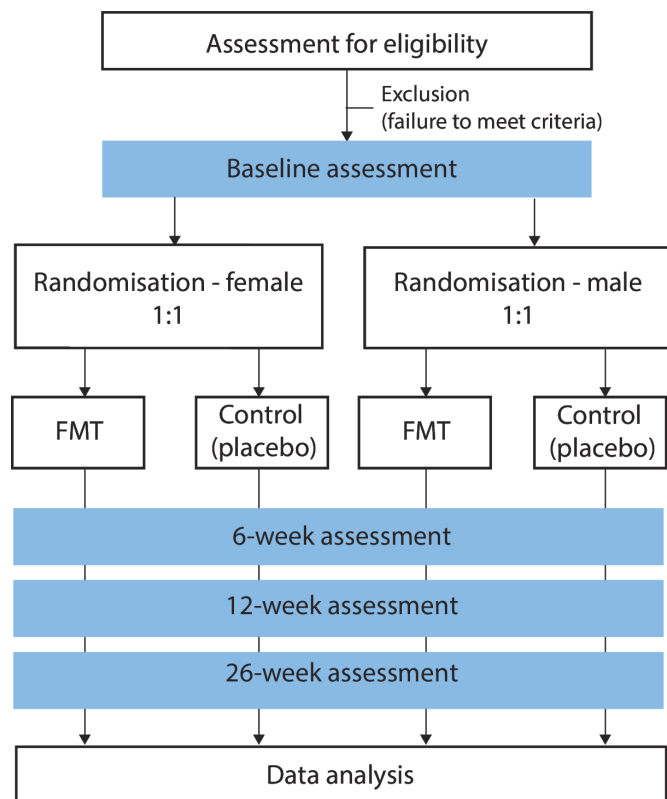 Assessment for eligibility
Exclusion
(failure to meet criteria)
Baseline assessment
Randomisation - female
1:1
Randomisation - male
1:1
FMT
Control
(placebo)
FMT
Control
(placebo)
6-week assessment
12-week assessment
26-week assessment
Data analysis